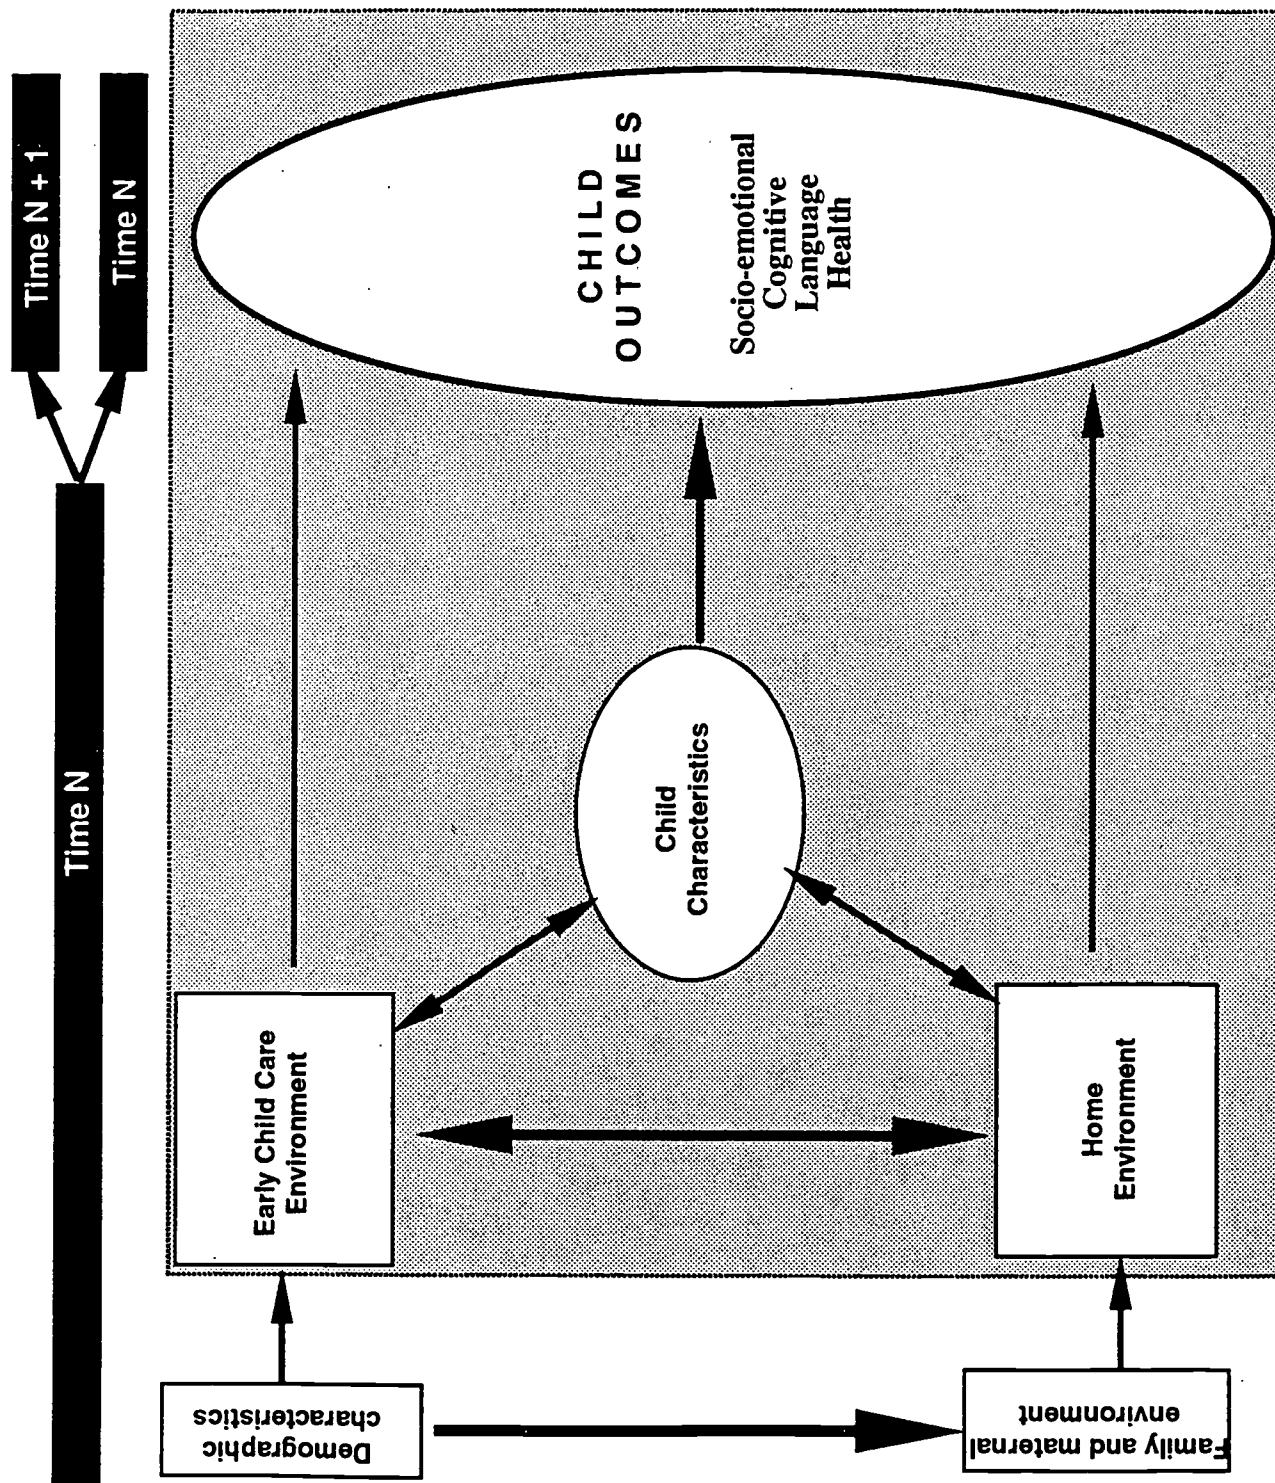 Time N
Time N + 1
Time N
Demographic
characteristics
Early Child Care
Environment
Child
Characteristics
CHILD
OUTCOMES
Socio-emotional
Cognitive
Language
Health
Family and maternal
environment
Home
Environment